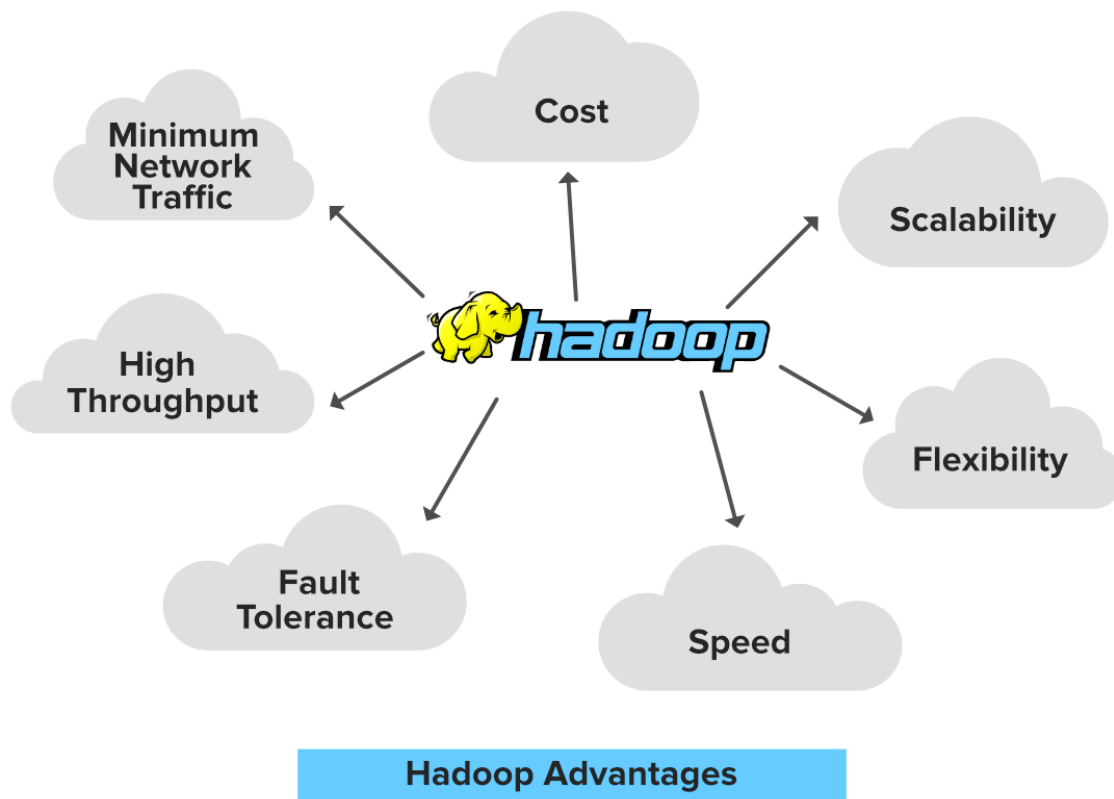 Cost
Minimum
Network
Traffic
Scalability
hadoop
High
Throughput
Flexibility
Fault
Tolerance
Speed
Hadoop Advantages